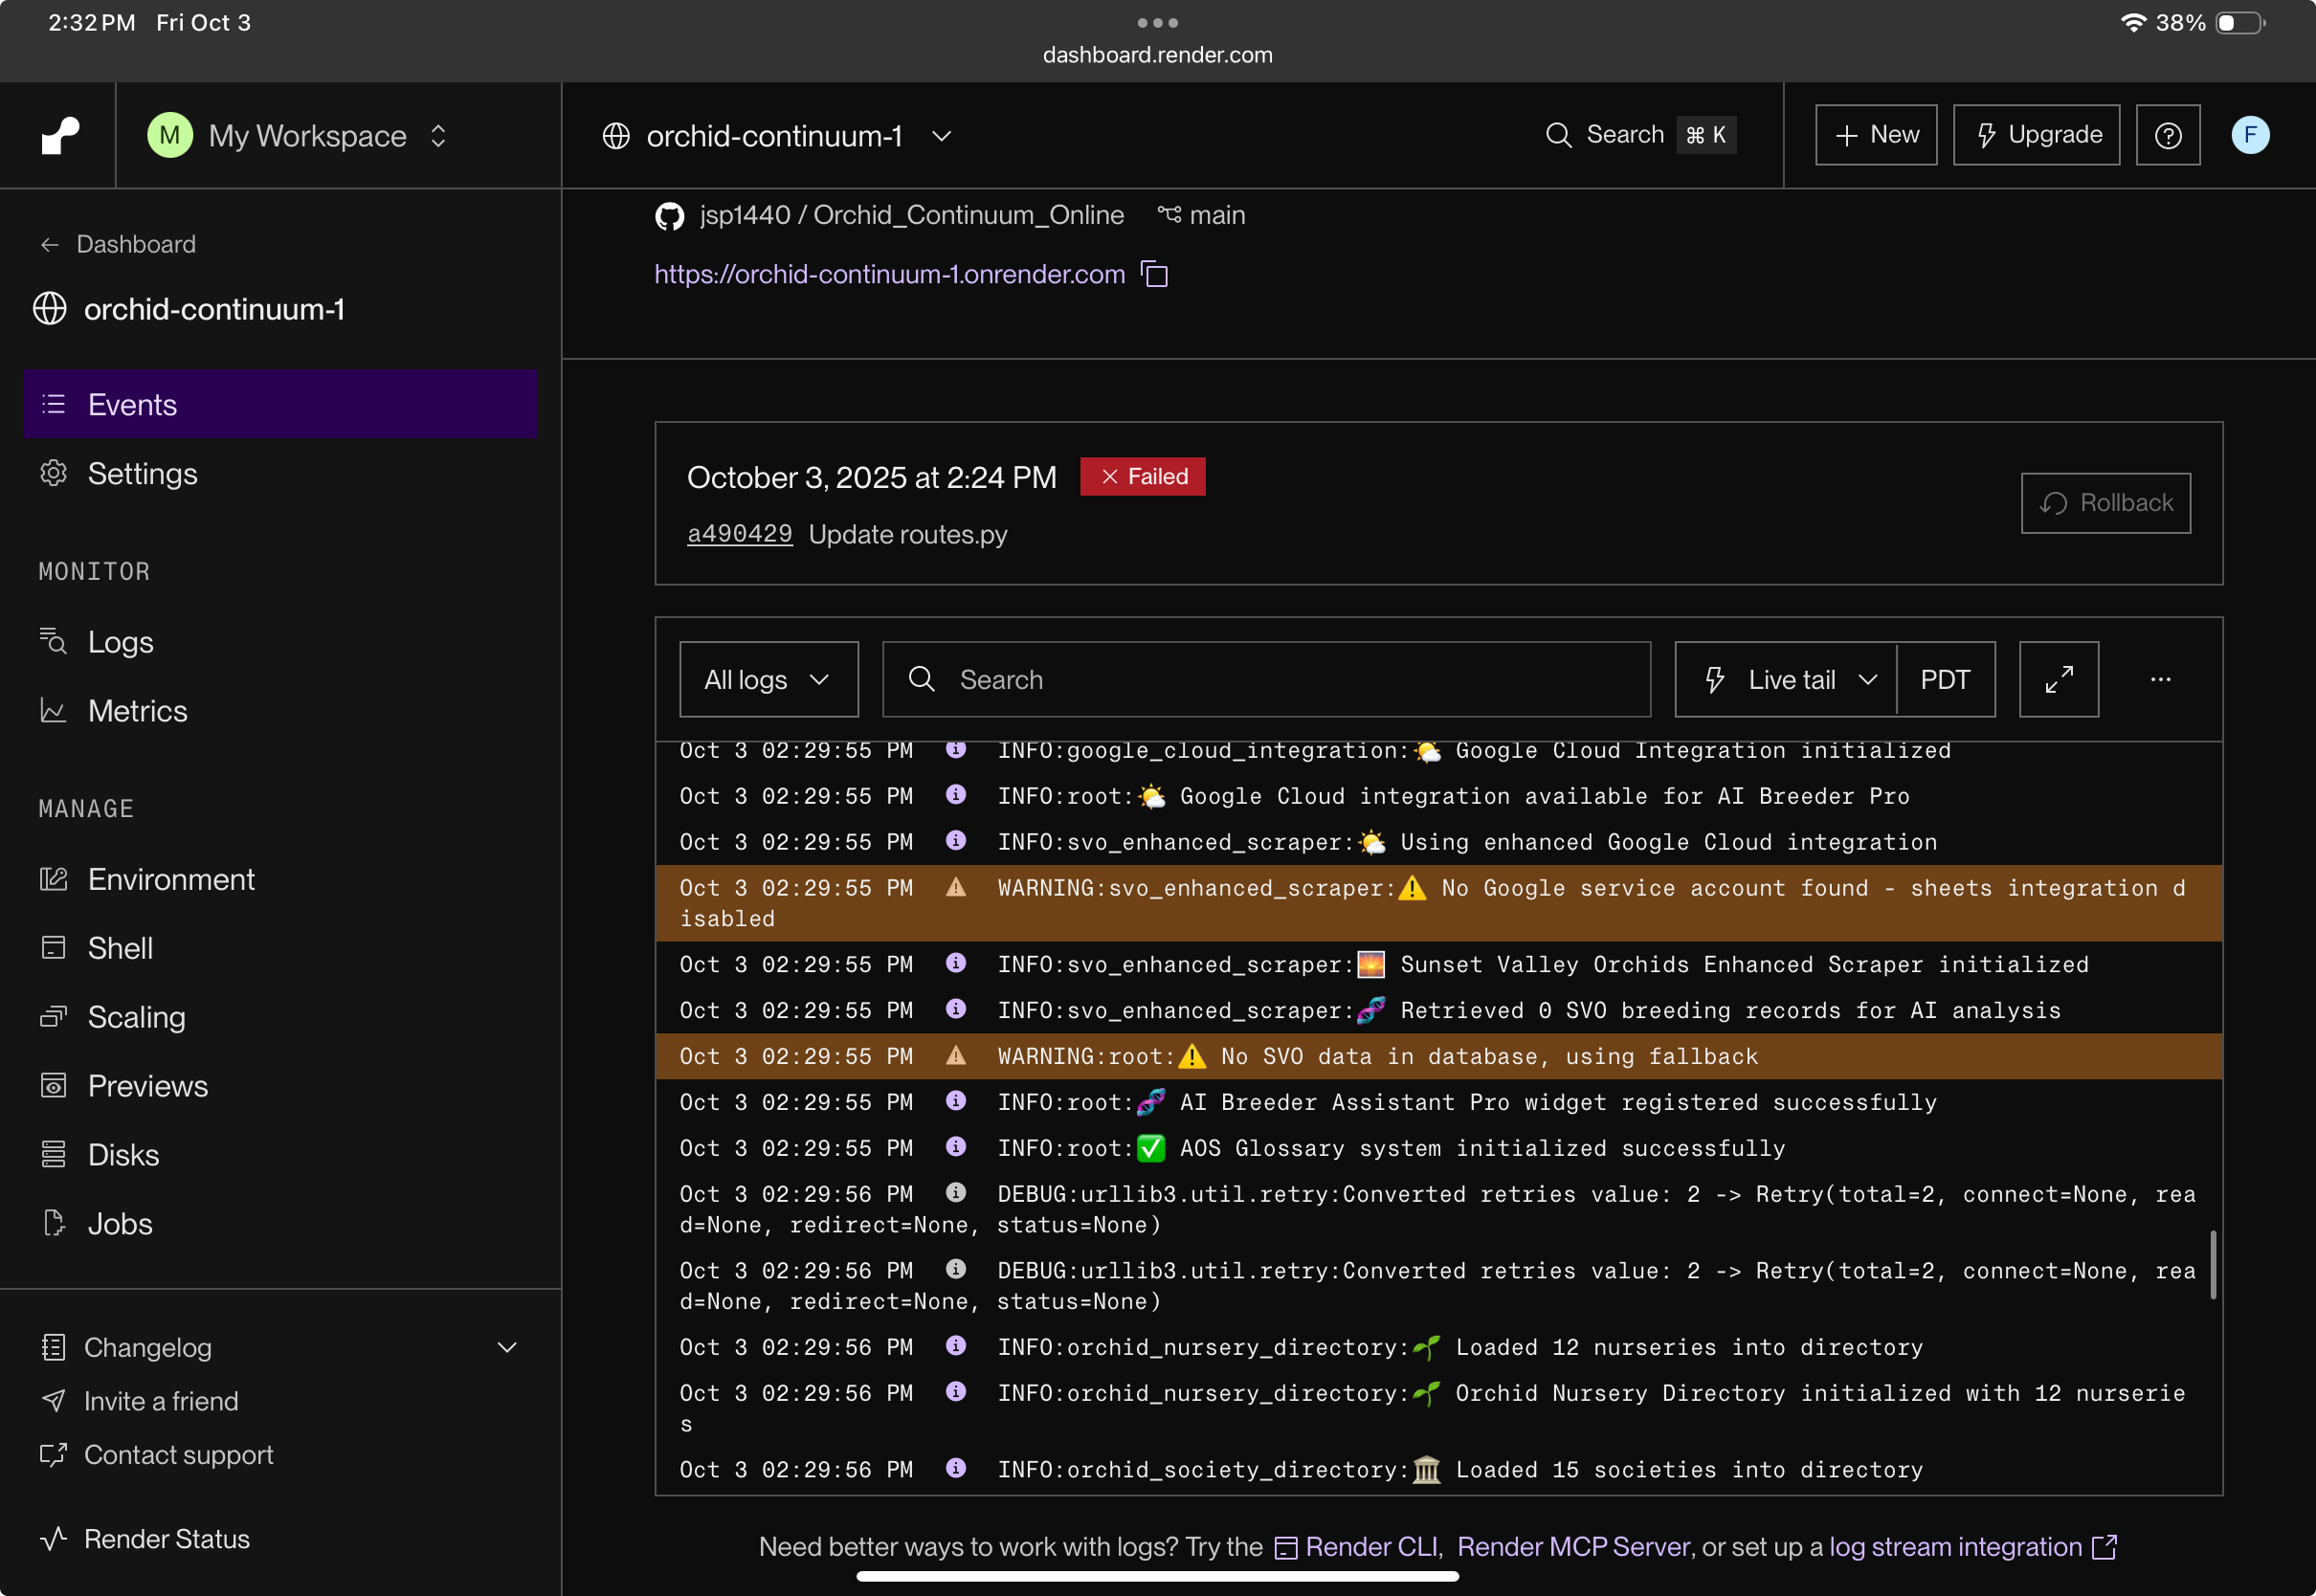 2:32 PM Fri Oct 3
38%
dashboard.render.com
M My Workspace
orchid-continuum-1
Search ⌘ K
+ New
Upgrade
F
← Dashboard
orchid-continuum-1
Events
Settings
MONITOR
Logs
Metrics
MANAGE
Environment
Shell
Scaling
Previews
Disks
Jobs
Changelog
Invite a friend
Contact support
Render Status
jsp1440 / Orchid_Continuum_Online main
https://orchid-continuum-1.onrender.com
October 3, 2025 at 2:24 PM × Failed
a490429 Update routes.py
Rollback
All logs
Search
Live tail
PDT
...
Oct 3 02:29:55 PM INFO:google_cloud_integration:🌤️ Google Cloud Integration initialized
Oct 3 02:29:55 PM INFO:root:🌤️ Google Cloud integration available for AI Breeder Pro
Oct 3 02:29:55 PM INFO:svo_enhanced_scraper:🌤️ Using enhanced Google Cloud integration
Oct 3 02:29:55 PM WARNING:svo_enhanced_scraper:⚠️ No Google service account found - sheets integration d
isabled
Oct 3 02:29:55 PM INFO:svo_enhanced_scraper:🌅 Sunset Valley Orchids Enhanced Scraper initialized
Oct 3 02:29:55 PM INFO:svo_enhanced_scraper:🧬 Retrieved 0 SVO breeding records for AI analysis
Oct 3 02:29:55 PM WARNING:root:⚠️ No SVO data in database, using fallback
Oct 3 02:29:55 PM INFO:root:🧬 AI Breeder Assistant Pro widget registered successfully
Oct 3 02:29:55 PM INFO:root:✅ AOS Glossary system initialized successfully
Oct 3 02:29:56 PM DEBUG:urllib3.util.retry:Converted retries value: 2 -> Retry(total=2, connect=None, rea
d=None, redirect=None, status=None)
Oct 3 02:29:56 PM DEBUG:urllib3.util.retry:Converted retries value: 2 -> Retry(total=2, connect=None, rea
d=None, redirect=None, status=None)
Oct 3 02:29:56 PM INFO:orchid_nursery_directory:🌱 Loaded 12 nurseries into directory
Oct 3 02:29:56 PM INFO:orchid_nursery_directory:🌱 Orchid Nursery Directory initialized with 12 nurserie
s
Oct 3 02:29:56 PM INFO:orchid_society_directory:🏛️ Loaded 15 societies into directory
Need better ways to work with logs? Try the Render CLI, Render MCP Server, or set up a log stream integration